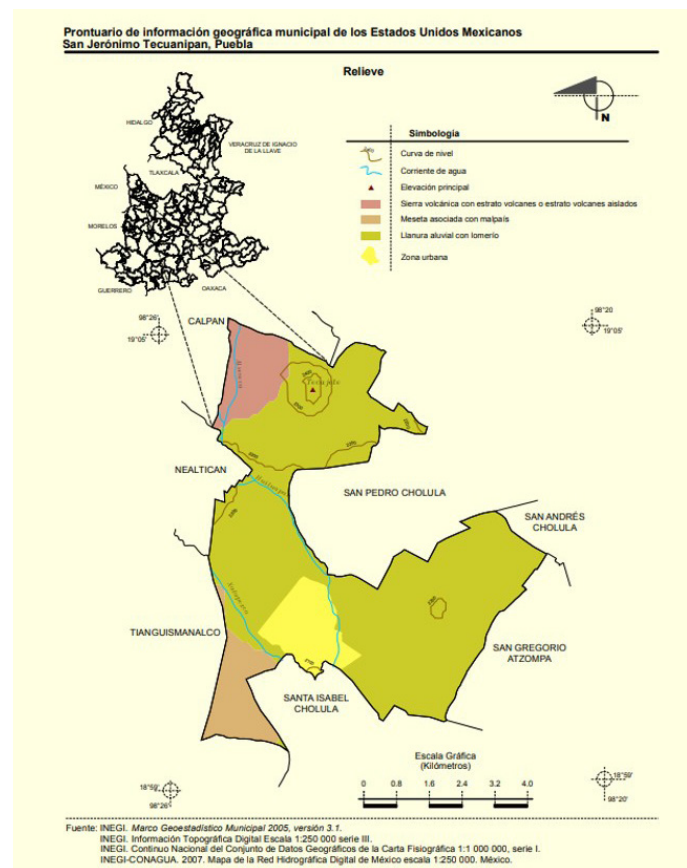 Prontuario de información geográfica municipal de los Estados Unidos Mexicanos
San Jerónimo Tecuanipan, Puebla
Relieve
N
Simbología
Curva de nivel
Corriente de agua
Elevación principal
Sierra volcánica con estrato volcanes o estrato volcanes aislados
Meseta asociada con malpaís
Llanura aluvial con lomerío
Zona urbana
HIDALGO
VERACRUZ DE IGNACIO
DE LA LLAVE
TLAXCALA
MÉXICO
MORELOS
GUERRERO
OAXACA
98°26'
19°05'
98°20
19°05'
CALPAN
NEALTICAN
SAN PEDRO CHOLULA
SAN ANDRÉS
CHOLULA
TIANGUISMANALCO
SAN GREGORIO
ATZOMPA
SANTA ISABEL
CHOLULA
Escala Gráfica
(Kilómetros)
0 0.8 1.6 2.4 3.2 4.0
18°59'
98°26'
18°59'
98°20'
Fuente: INEGI. Marco Geoestadístico Municipal 2005, versión 3.1.
INEGI. Información Topográfica Digital Escala 1:250 000 serie III.
INEGI. Continuo Nacional del Conjunto de Datos Geográficos de la Carta Fisiográfica 1:1 000 000, serie I.
INEGI-CONAGUA. 2007. Mapa de la Red Hidrográfica Digital de México escala 1:250 000. México.